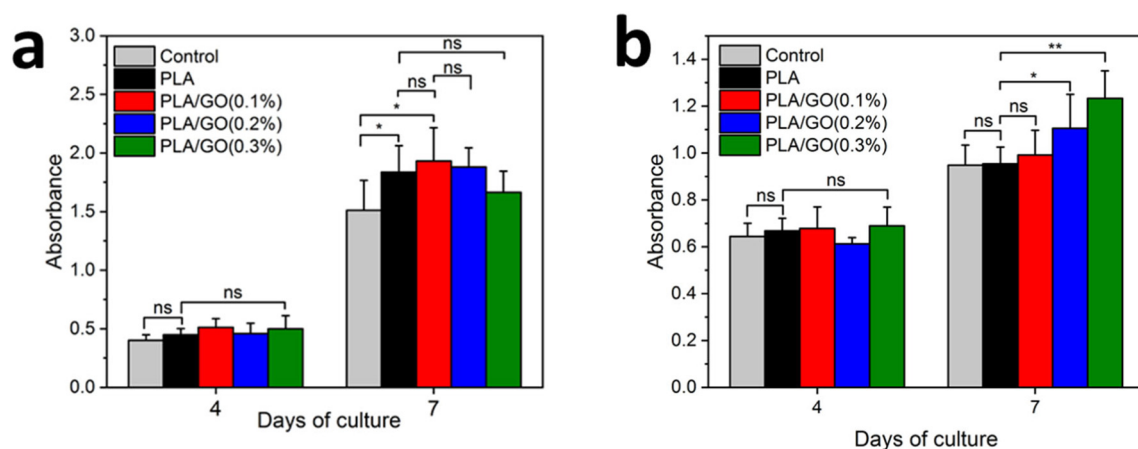 a
Control
PLA
PLA/GO(0.1%)
PLA/GO(0.2%)
PLA/GO(0.3%)
Absorbance
3.0
2.5
2.0
1.5
1.0
0.5
0.0
ns
ns
*
*
ns
ns
ns
4
7
Days of culture
b
Control
PLA
PLA/GO(0.1%)
PLA/GO(0.2%)
PLA/GO(0.3%)
Absorbance
1.4
1.2
1.0
0.8
0.6
0.4
0.2
0.0
ns
ns
ns
ns
*
**
4
7
Days of culture